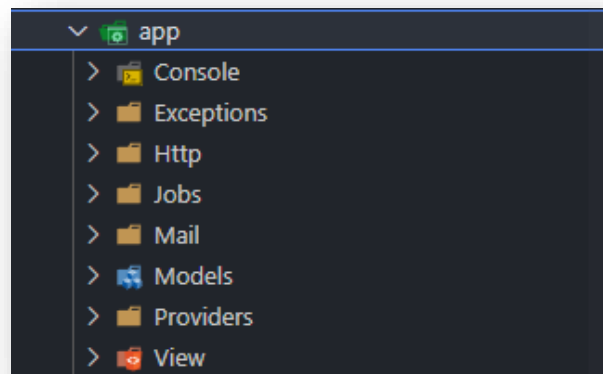 app
Console
Exceptions
Http
Jobs
Mail
Models
Providers
View